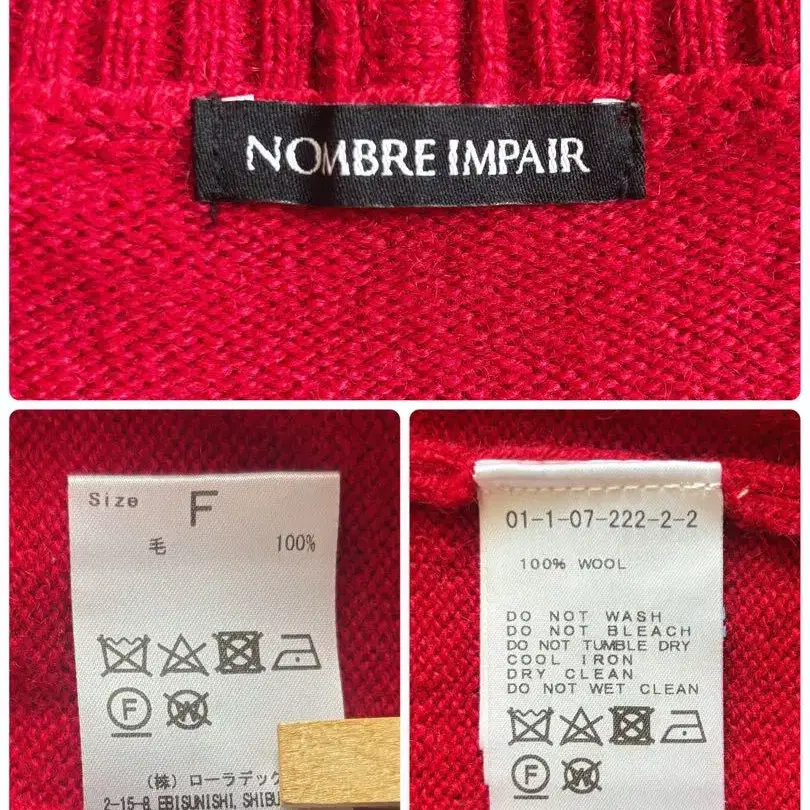 NOMBRE IMPAIR
Size F
毛 100%
F
W
(株) ローラデック
2-15-8, EBISUNISHI, SHIBU
01-1-07-222-2-2
100% WOOL
DO NOT WASH
DO NOT BLEACH
DO NOT TUMBLE DRY
COOL IRON
DRY CLEAN
DO NOT WET CLEAN
F
W